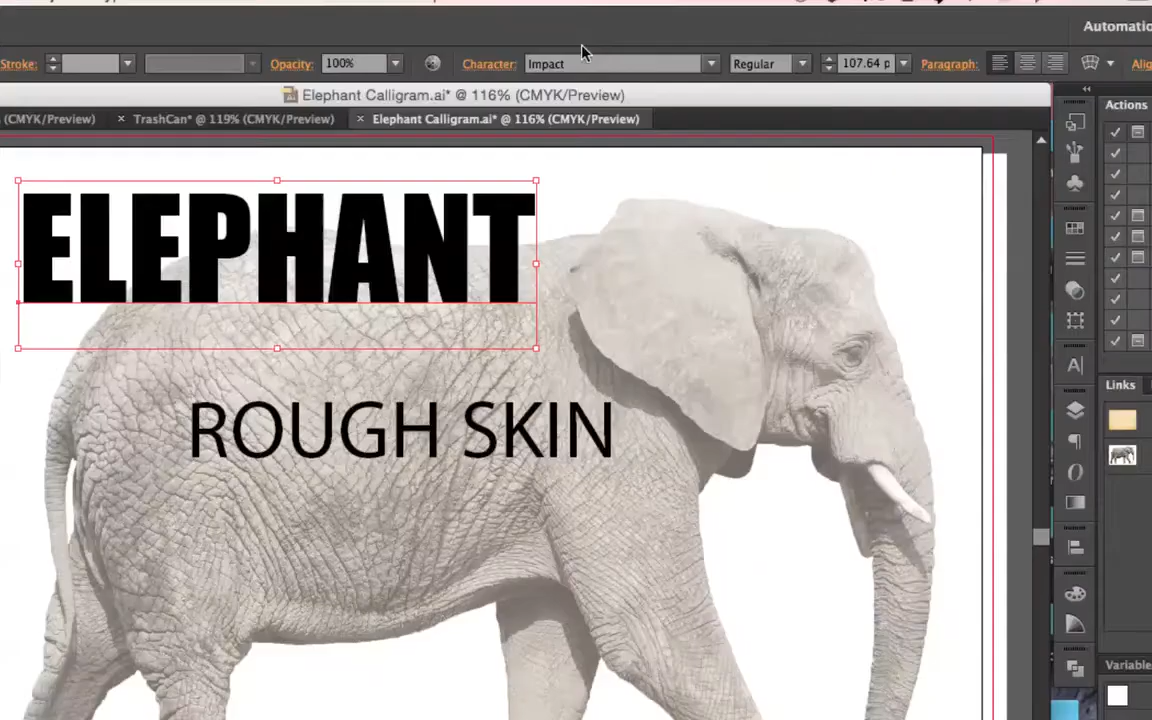 Automatio
Stroke: Opacity: 100% Character: Impact Regular 107.64 p Paragraph: Alig
Elephant Calligram.ai* @ 116% (CMYK/Preview)
(CMYK/Preview) × TrashCan* @ 119% (CMYK/Preview) × Elephant Calligram.ai* @ 116% (CMYK/Preview)
Actions
ELEPHANT
Links
ROUGH SKIN
Variable